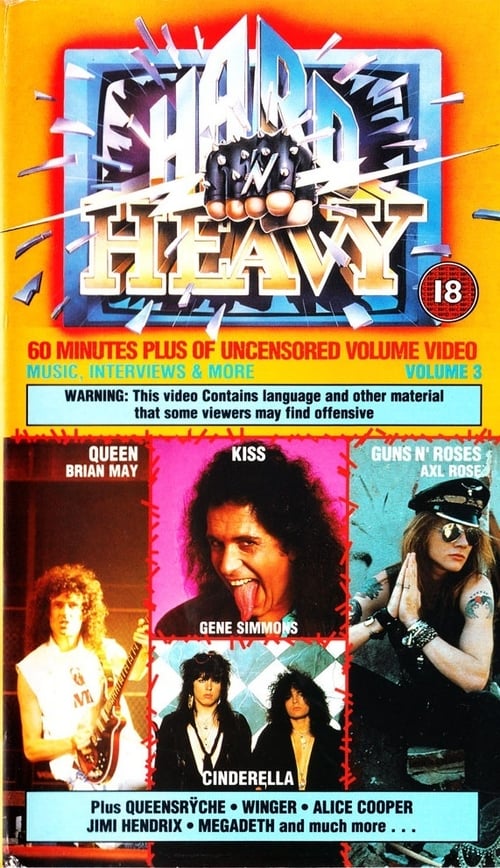 HARD
N
HEAVY
18
60 MINUTES PLUS OF UNCENSORED VOLUME VIDEO
MUSIC, INTERVIEWS & MORE VOLUME 3
WARNING: This video Contains language and other material
that some viewers may find offensive
QUEEN
BRIAN MAY
KISS
GENE SIMMONS
GUNS N' ROSES
AXL ROSE
CINDERELLA
Plus QUEENSRŸCHE • WINGER • ALICE COOPER
JIMI HENDRIX • MEGADETH and much more . . .